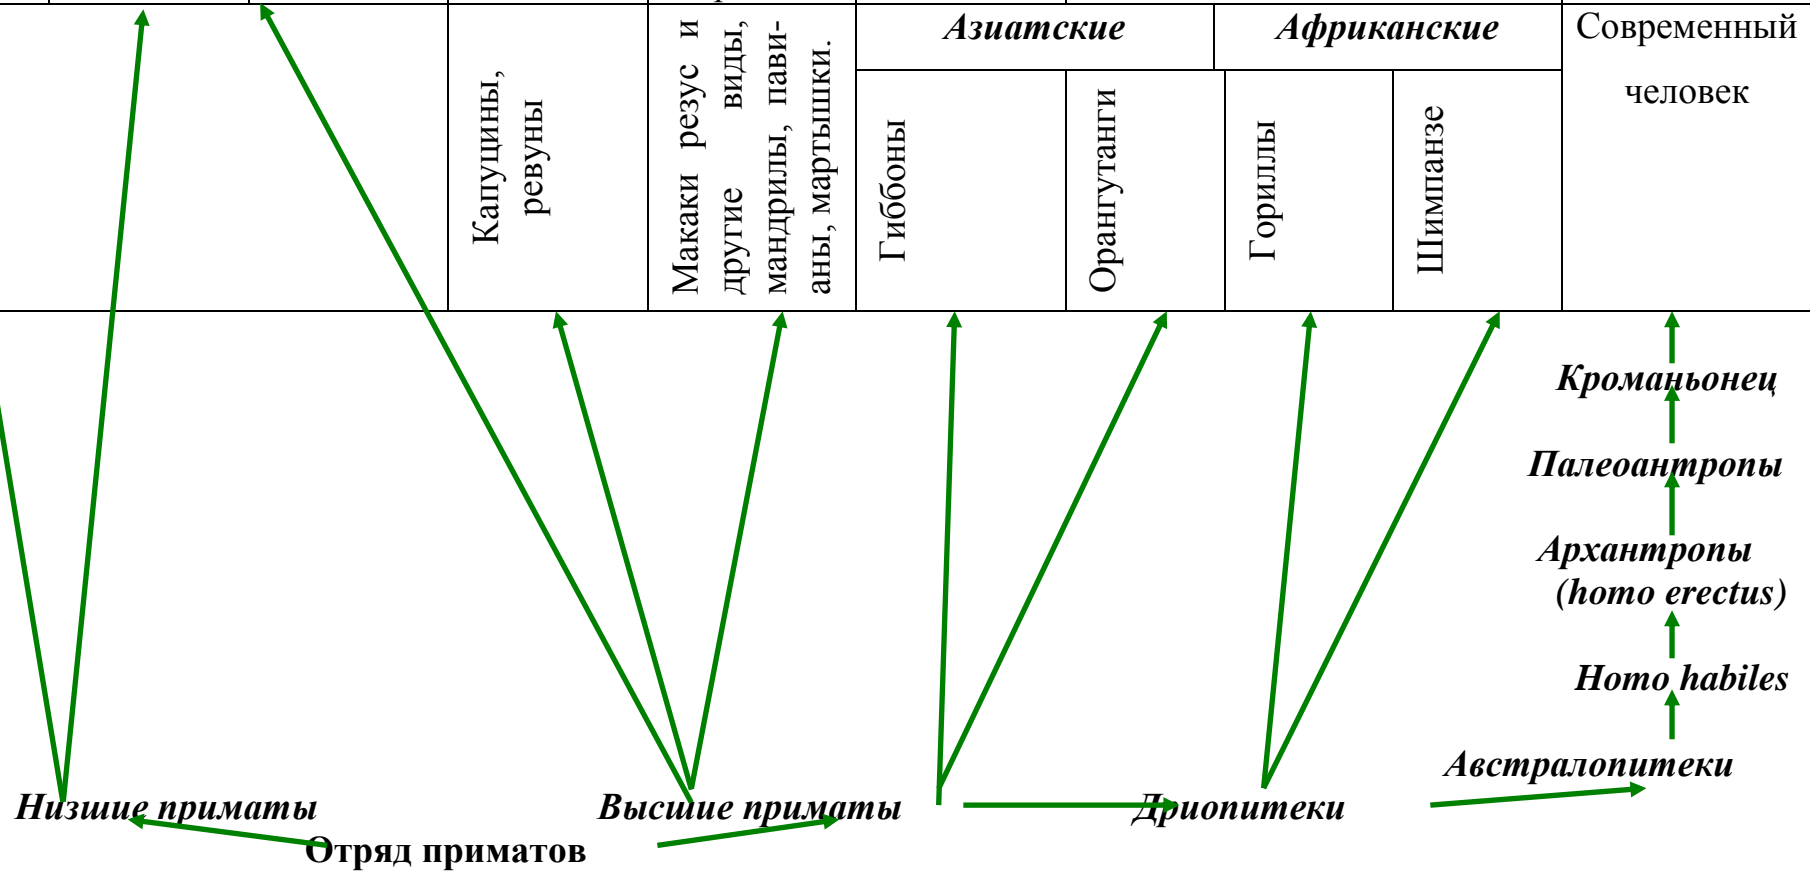 Азиатские
Африканские
Современный
человек
Капуцины,
ревуны
Макаки резус и
другие виды,
мандрилы, пави-
аны, мартышки.
Гиббоны
Орангутанги
Гориллы
Шимпанзе
Кроманьонец
Палеоантропы
Архантропы
(homo erectus)
Homo habiles
Австралопитеки
Низшие приматы
Высшие приматы
Дриопитеки
Отряд приматов